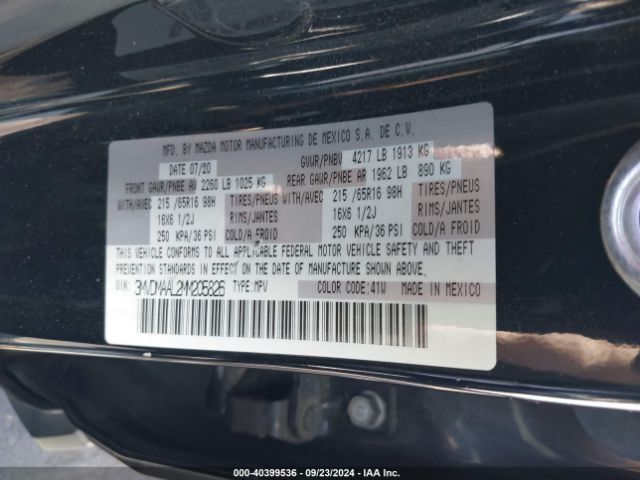 MFD. BY MAZDA MOTOR MANUFACTURING DE MEXICO S.A. DE C.V.
DATE 07/20 GVWR/PNBV 4217 LB 1913 KG
FRONT GAWR/PNBE AV 2260 LB 1025 KG REAR GAWR/PNBE AR 1962 LB 890 KG
WITH/AVEC 215 /65R16 98H TIRES/PNEUS WITH/AVEC 215 /65R16 98H TIRES/PNEUS
16X6 1/2J RIMS/JANTES 16X6 1/2J RIMS/JANTES
250 KPA/36 PSI COLD/A FROID 250 KPA/36 PSI COLD/A FROID
THIS VEHICLE CONFORMS TO ALL APPLICABLE FEDERAL MOTOR VEHICLE SAFETY AND THEFT
PREVENTION STANDARDS IN EFFECT ON THE DATE OF MANUFACTURE SHOWN ABOVE.
VIN: 3MVDMAAL2MM205826 TYPE:MPV COLOR CODE:41W MADE IN MEXICO
000-40399536 - 09/23/2024 - IAA Inc.